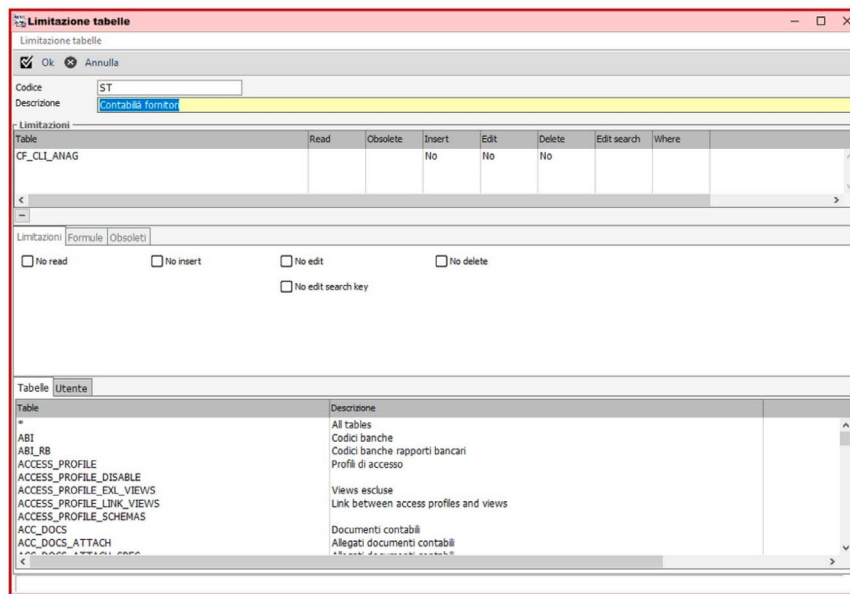 Limitazione tabelle
Limitazione tabelle
Ok Annulla
Codice ST
Descrizione Contabilà fornitori
Limitazioni
Table Read Obsolete Insert Edit Delete Edit search Where
CF_CLI_ANAG No No No
Limitazioni Formule Obsoleti
No read No insert No edit No delete
No edit search key
Tabelle Utente
Table Descrizione
* All tables
ABI Codici banche
ABI_RB Codici banche rapporti bancari
ACCESS_PROFILE Profili di accesso
ACCESS_PROFILE_DISABLE
ACCESS_PROFILE_EXL_VIEWS Views escluse
ACCESS_PROFILE_LINK_VIEWS Link between access profiles and views
ACCESS_PROFILE_SCHEMAS
ACC_DOCS Documenti contabili
ACC_DOCS_ATTACH Allegati documenti contabili